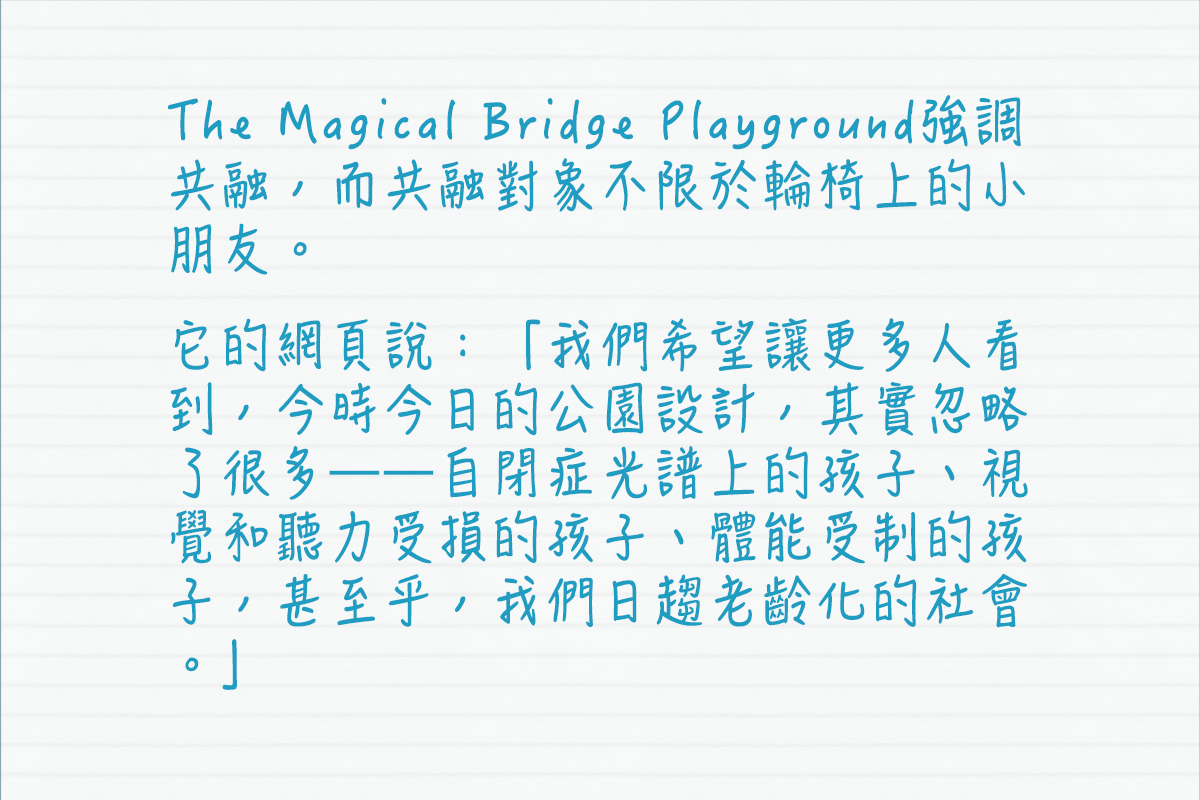 The Magical Bridge Playground強調
共融，而共融對象不限於輪椅上的小
朋友。
它的網頁說：「我們希望讓更多人看
到，今時今日的公園設計，其實忽略
了很多——自閉症光譜上的孩子、視
覺和聽力受損的孩子、體能受制的孩
子，甚至乎，我們日趨老齡化的社會
。」